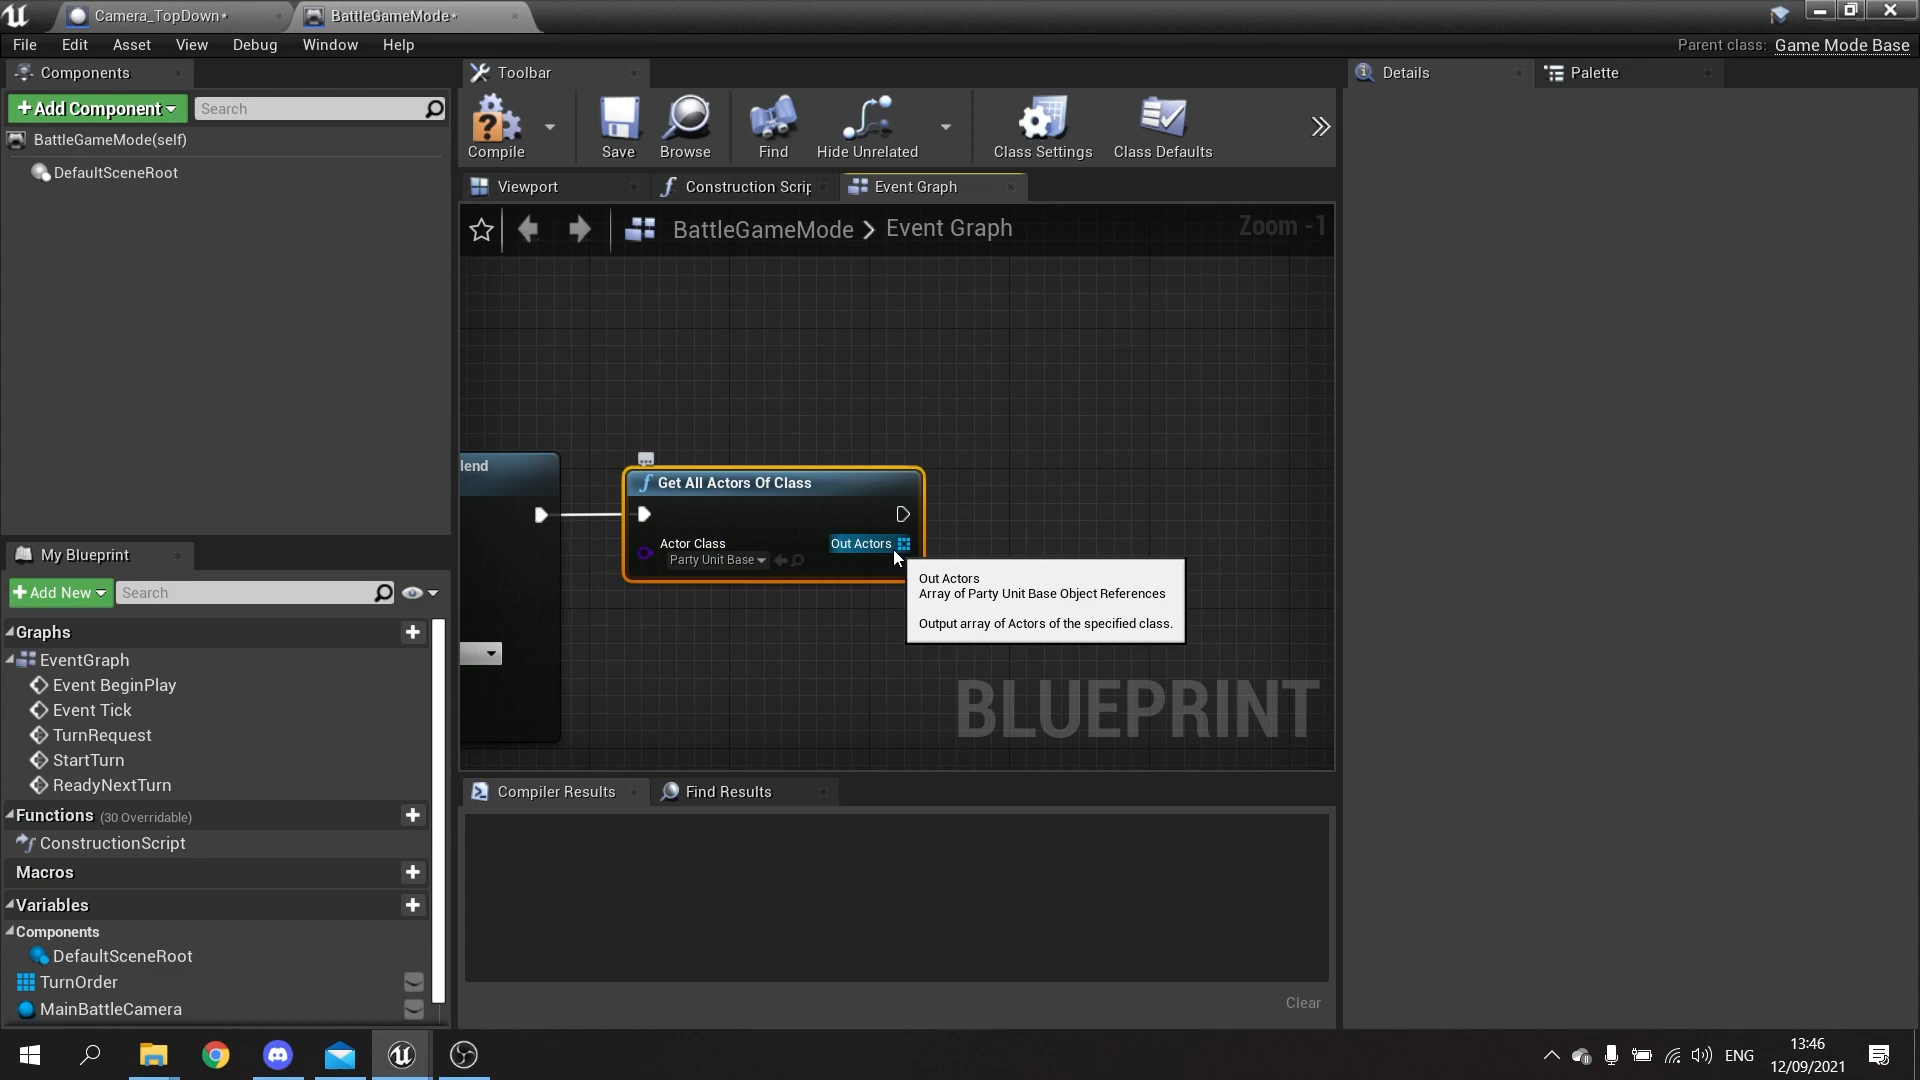 Camera_TopDown*
BattleGameMode*
File Edit Asset View Debug Window Help
Parent class: Game Mode Base
Components
Toolbar
Details
Palette
+ Add Component
Search
BattleGameMode(self)
DefaultSceneRoot
Compile
Save
Browse
Find
Hide Unrelated
Class Settings
Class Defaults
Viewport
Construction Scrip
Event Graph
BattleGameMode > Event Graph
Zoom -1
lend
Get All Actors Of Class
Actor Class
Party Unit Base
Out Actors
Out Actors
Array of Party Unit Base Object References
Output array of Actors of the specified class.
BLUEPRINT
My Blueprint
+ Add New
Search
Graphs
EventGraph
Event BeginPlay
Event Tick
TurnRequest
StartTurn
ReadyNextTurn
Functions (30 Overridable)
ConstructionScript
Macros
Variables
Components
DefaultSceneRoot
TurnOrder
MainBattleCamera
Compiler Results
Find Results
Clear
ENG
13:46
12/09/2021